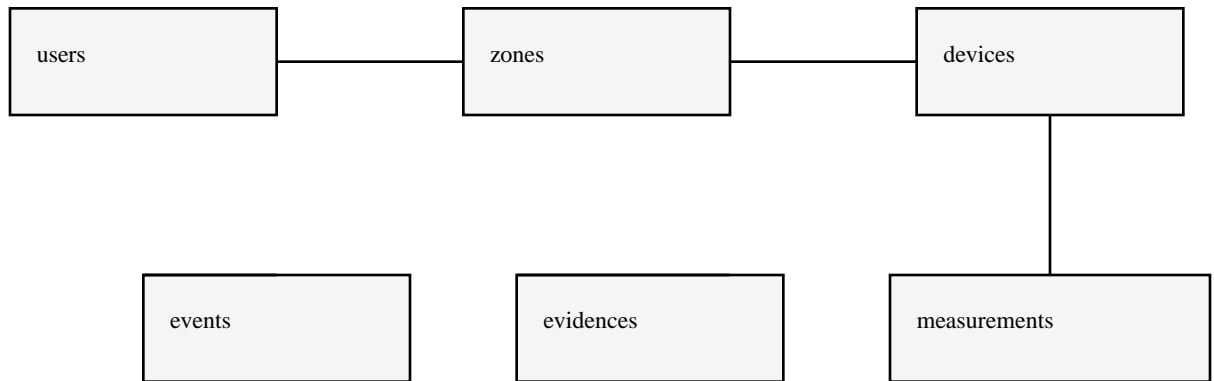 users
zones
devices
events
evidences
measurements